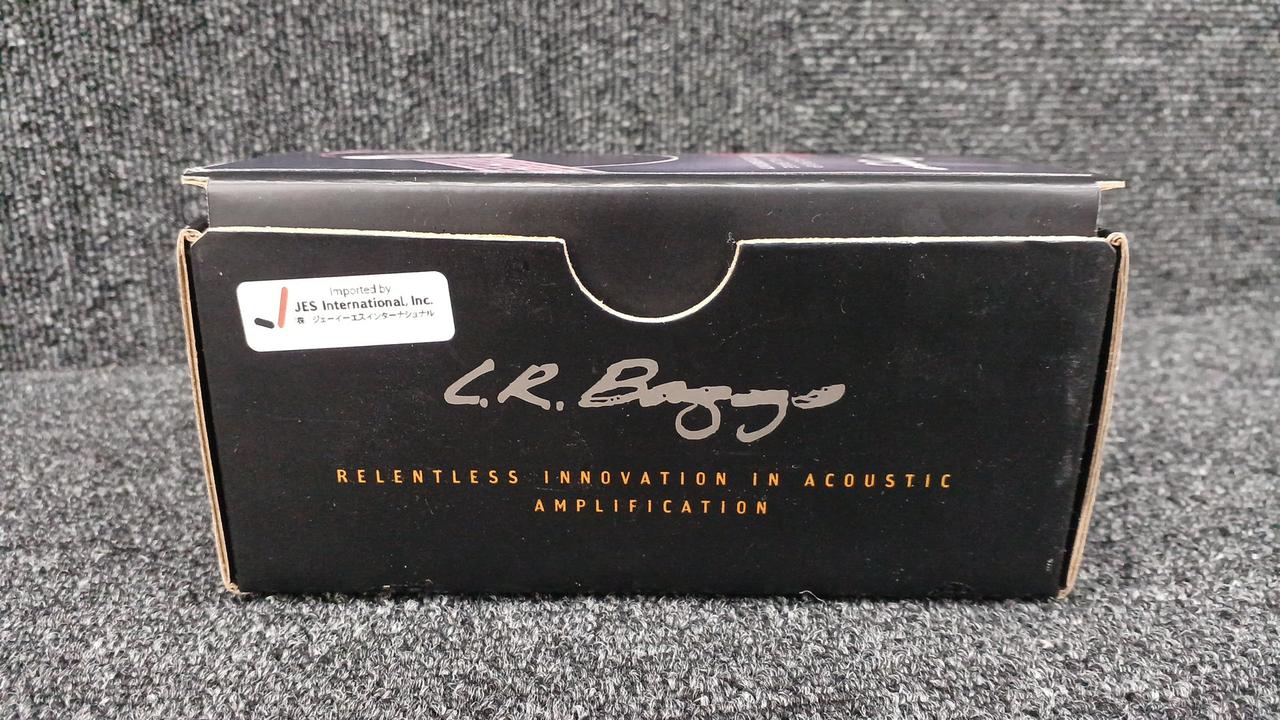 Imported by
JES International, Inc.
㈱ ジェーイーエスインターナショナル
L.R. Baggs
RELENTLESS INNOVATION IN ACOUSTIC
AMPLIFICATION